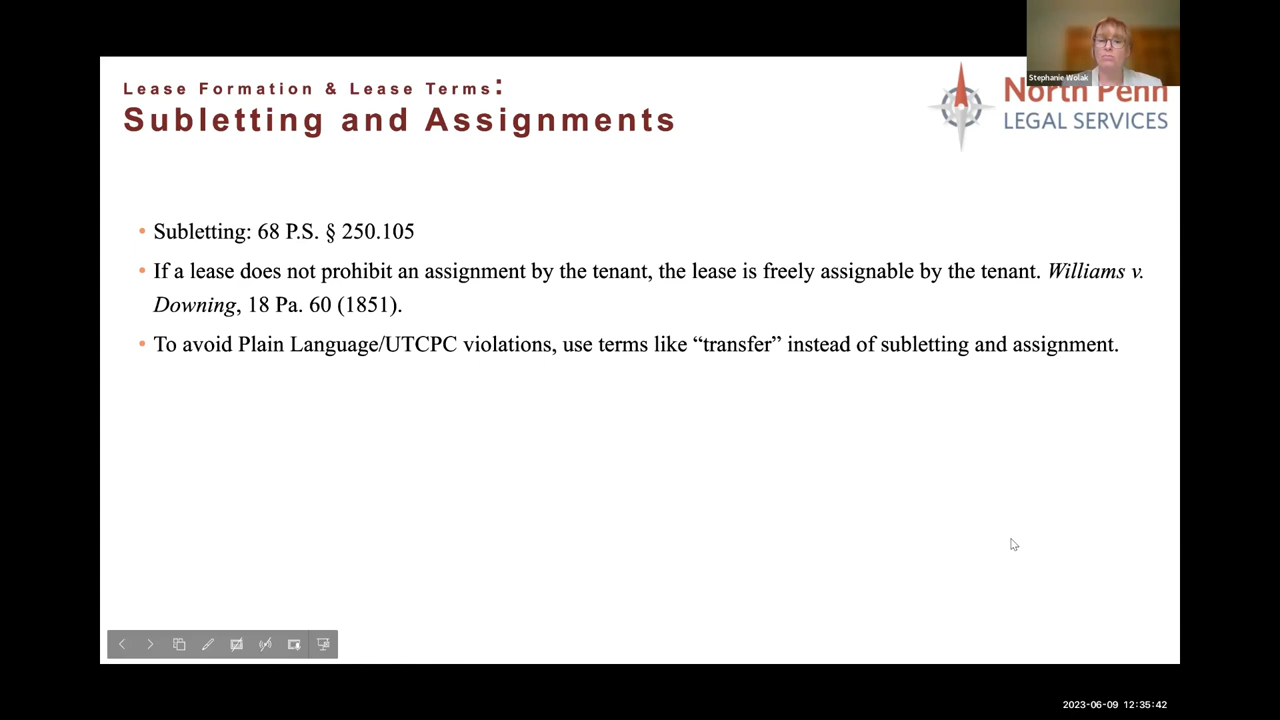 Stephanie Wolak
Lease Formation & Lease Terms:
Subletting and Assignments
North Penn
LEGAL SERVICES
• Subletting: 68 P.S. § 250.105
• If a lease does not prohibit an assignment by the tenant, the lease is freely assignable by the tenant. Williams v.
Downing, 18 Pa. 60 (1851).
• To avoid Plain Language/UTCPC violations, use terms like “transfer” instead of subletting and assignment.
2023-06-09 12:35:42